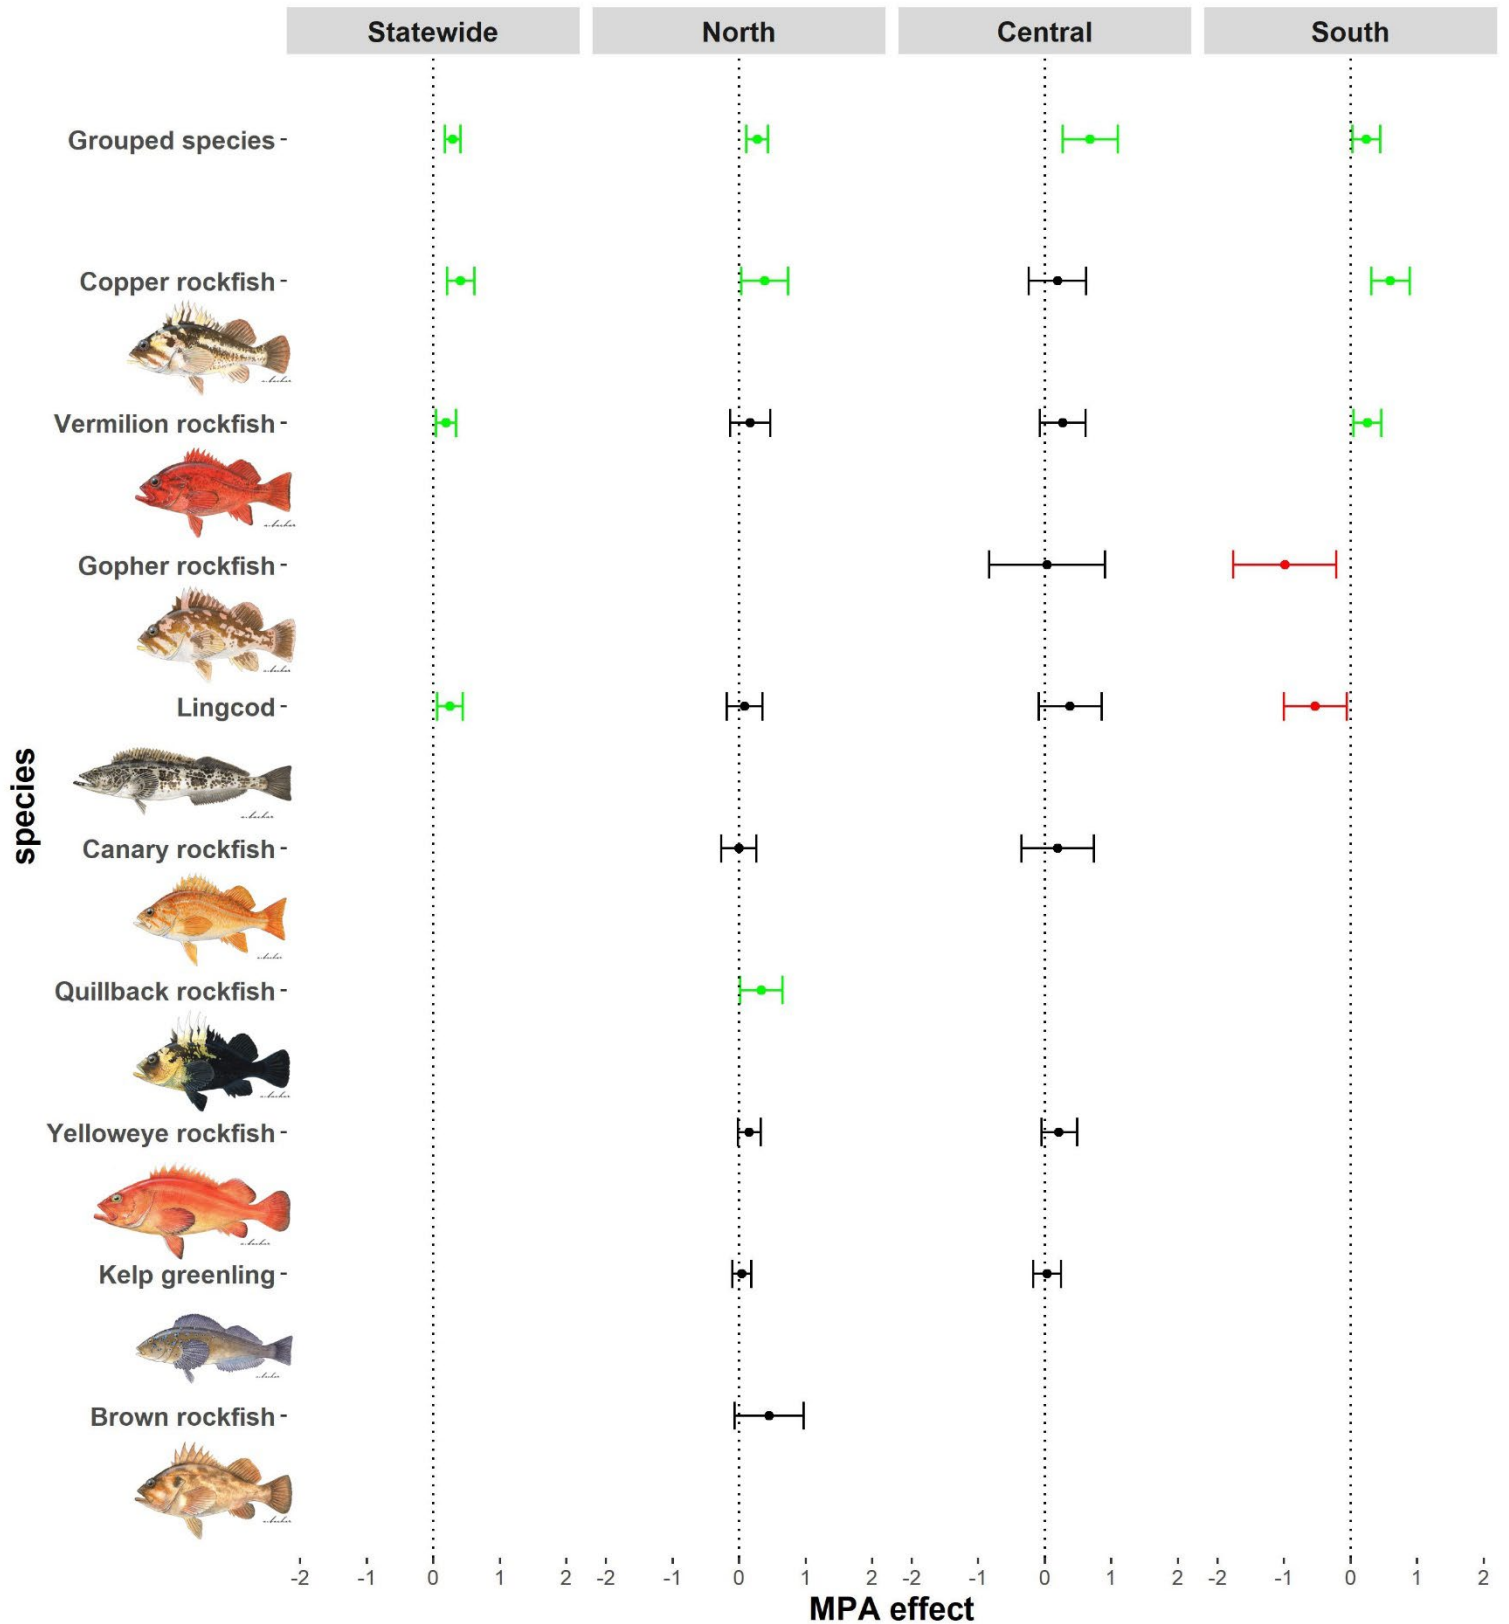 Statewide North Central South
Grouped species
Copper rockfish
Vermilion rockfish
Gopher rockfish
Lingcod
Canary rockfish
Quillback rockfish
Yelloweye rockfish
Kelp greenling
Brown rockfish
species
-2 -1 0 1 2 -2 -1 0 1 2 -2 -1 0 1 2 -2 -1 0 1 2
MPA effect